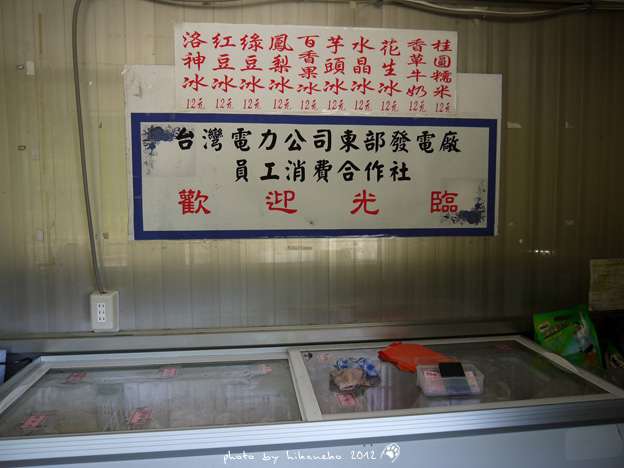 洛神冰 12元
紅豆冰 12元
綠豆冰 12元
鳳梨冰 12元
百香果冰 12元
芋頭冰 12元
水晶冰 12元
花生冰 12元
香草牛奶 12元
桂圓糯米 12元
台灣電力公司東部發電廠
員工消費合作社
歡迎光臨
photo by hikaueho 2012